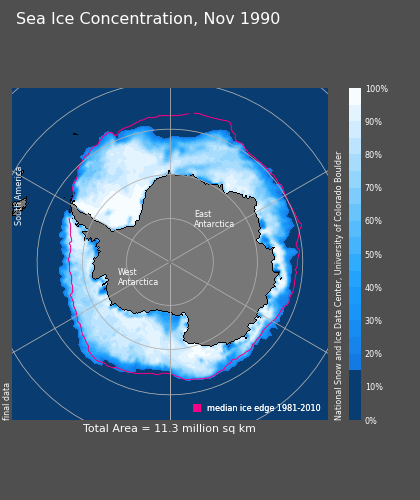 Sea Ice Concentration, Nov 1990
100%
90%
80%
70%
60%
50%
40%
30%
20%
10%
0%
South America
East
Antarctica
West
Antarctica
National Snow and Ice Data Center, University of Colorado Boulder
final data
median ice edge 1981-2010
Total Area = 11.3 million sq km